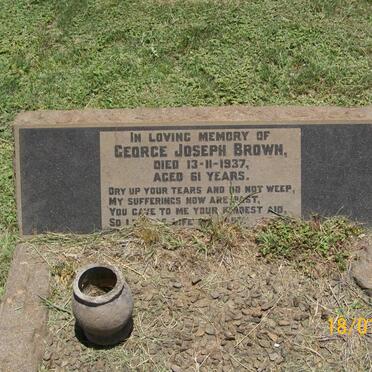 IN LOVING MEMORY OF
GEORGE JOSEPH BROWN,
DIED 13-11-1937,
AGED 61 YEARS.
DRY UP YOUR TEARS AND DO NOT WEEP,
MY SUFFERINGS NOW ARE PAST,
YOU GAVE TO ME YOUR KINDEST AID,
SO
18/0